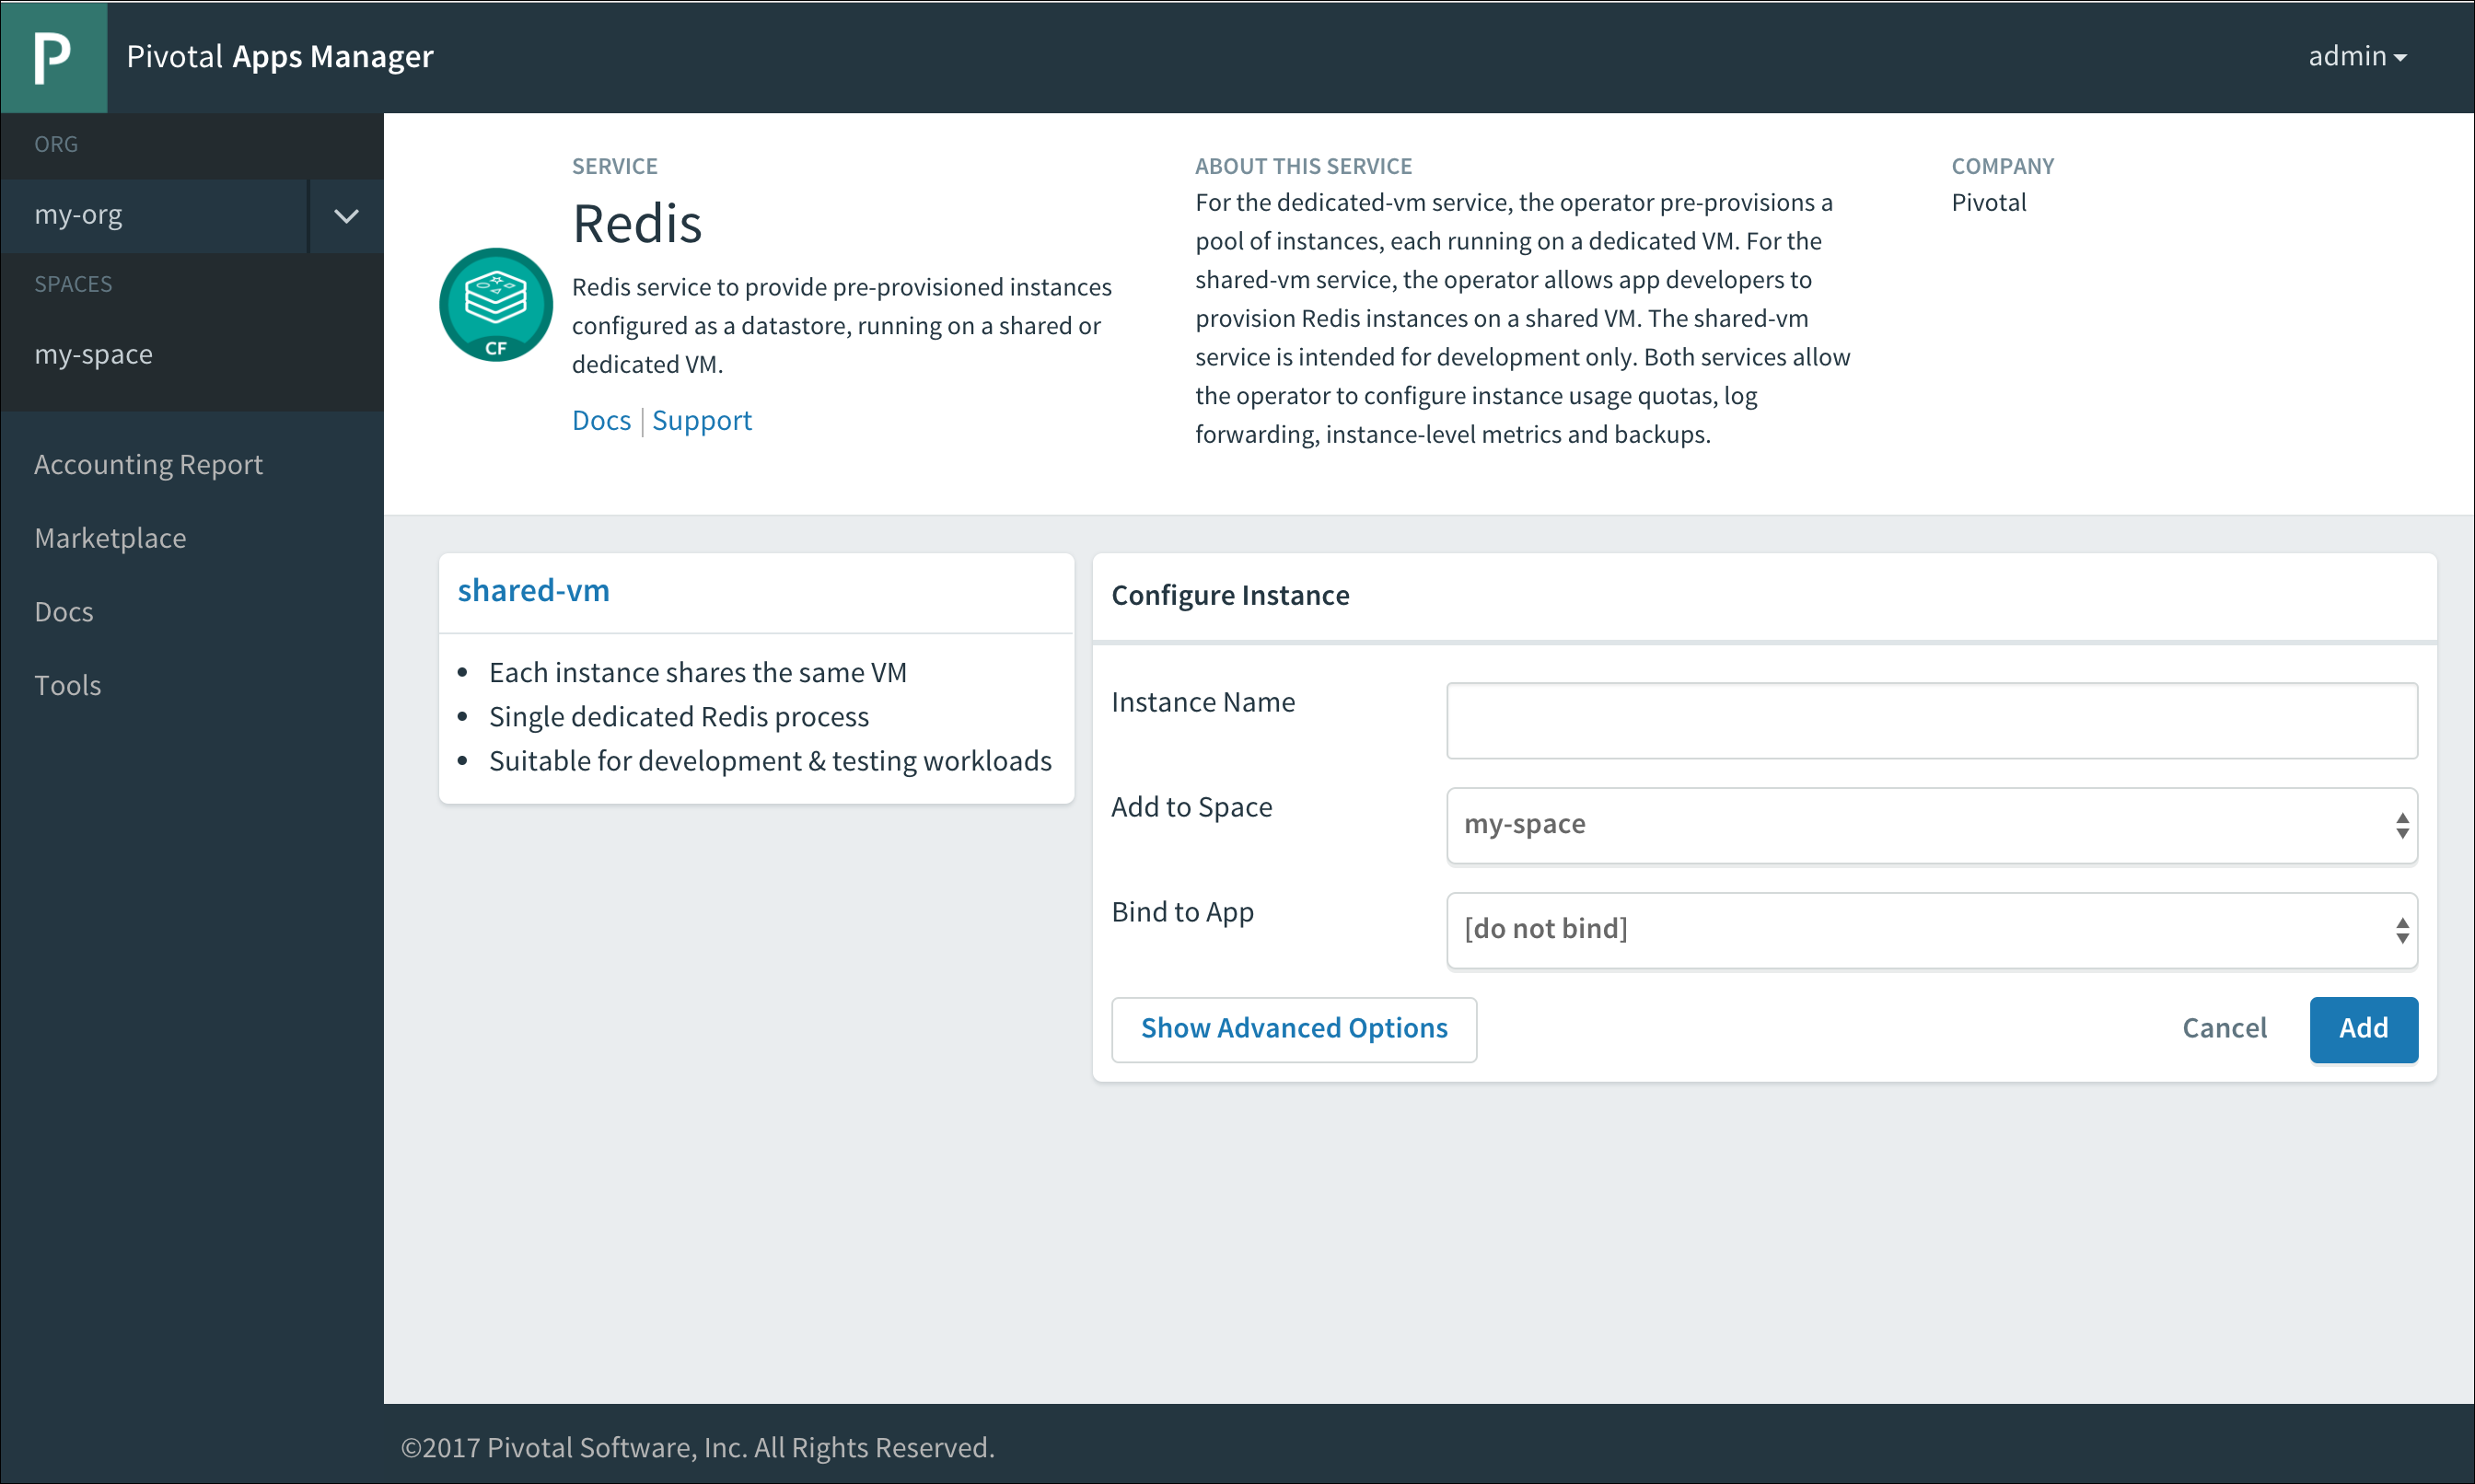 P
Pivotal Apps Manager
admin
ORG
my-org
SPACES
my-space
Accounting Report
Marketplace
Docs
Tools
SERVICE
Redis
CF
Redis service to provide pre-provisioned instances
configured as a datastore, running on a shared or
dedicated VM.
Docs | Support
ABOUT THIS SERVICE
For the dedicated-vm service, the operator pre-provisions a
pool of instances, each running on a dedicated VM. For the
shared-vm service, the operator allows app developers to
provision Redis instances on a shared VM. The shared-vm
service is intended for development only. Both services allow
the operator to configure instance usage quotas, log
forwarding, instance-level metrics and backups.
COMPANY
Pivotal
shared-vm
• Each instance shares the same VM
• Single dedicated Redis process
• Suitable for development & testing workloads
Configure Instance
Instance Name
Add to Space
my-space
Bind to App
[do not bind]
Show Advanced Options
Cancel
Add
©2017 Pivotal Software, Inc. All Rights Reserved.